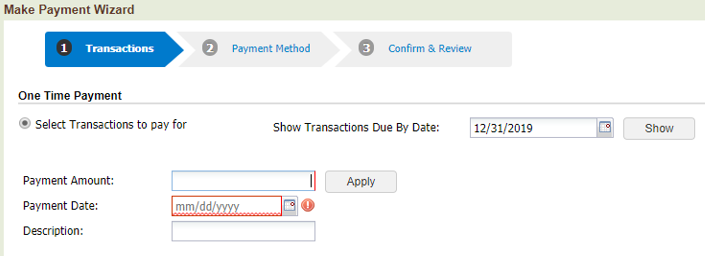 Make Payment Wizard
1 Transactions 2 Payment Method 3 Confirm & Review
One Time Payment
Select Transactions to pay for Show Transactions Due By Date: 12/31/2019 Show
Payment Amount: Apply
Payment Date: mm/dd/yyyy !
Description: